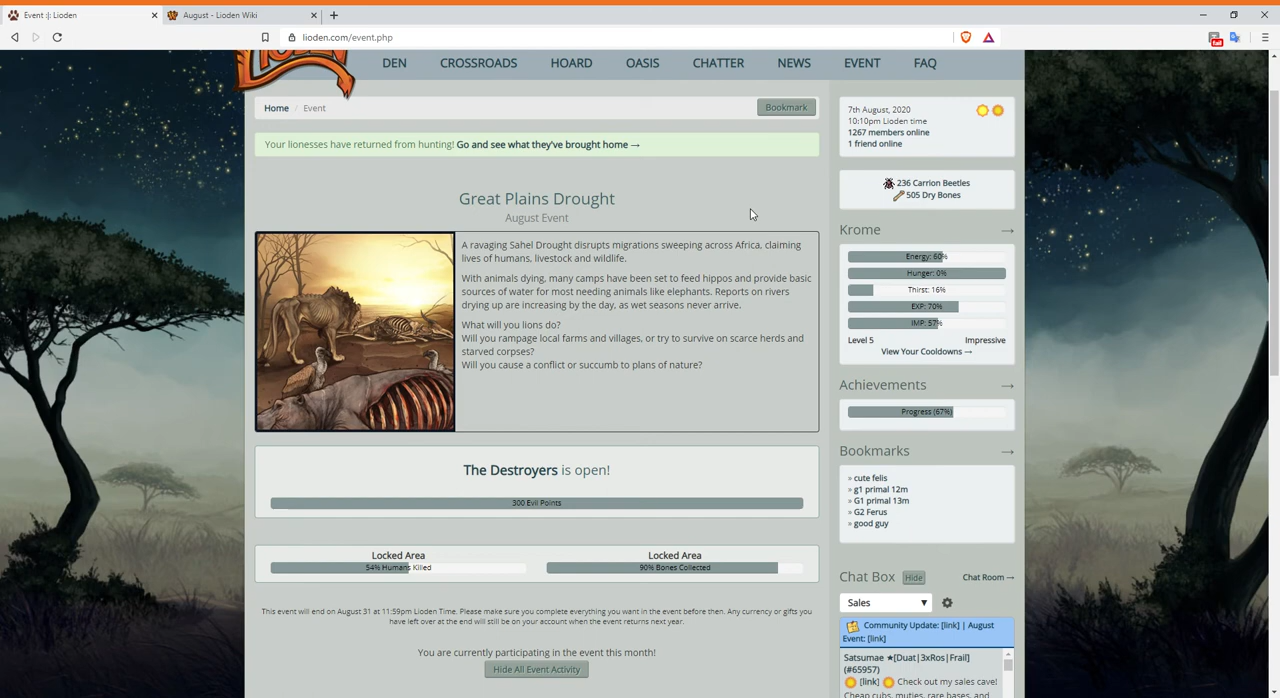 Event :|: Lioden
August - Lioden Wiki
lioden.com/event.php
LIODEN
DEN CROSSROADS HOARD OASIS CHATTER NEWS EVENT FAQ
Home / Event
Bookmark
Your lionesses have returned from hunting! Go and see what they've brought home →
Great Plains Drought
August Event
A ravaging Sahel Drought disrupts migrations sweeping across Africa, claiming
lives of humans, livestock and wildlife.
With animals dying, many camps have been set to feed hippos and provide basic
sources of water for most needing animals like elephants. Reports on rivers
drying up are increasing by the day, as wet seasons never arrive.
What will you lions do?
Will you rampage local farms and villages, or try to survive on scarce herds and
starved corpses?
Will you cause a conflict or succumb to plans of nature?
The Destroyers is open!
300 Evil Points
Locked Area
54% Humans Killed
Locked Area
90% Bones Collected
This event will end on August 31 at 11:59pm Lioden Time. Please make sure you complete everything you want in the event before then. Any currency or gifts you
have left over at the end will still be on your account when the event returns next year.
You are currently participating in the event this month!
Hide All Event Activity
7th August, 2020
10:10pm Lioden time
1267 members online
1 friend online
236 Carrion Beetles
505 Dry Bones
Krome →
Energy: 60%
Hunger: 0%
Thirst: 16%
EXP: 70%
IMP: 57%
Level 5 Impressive
View Your Cooldowns →
Achievements →
Progress (67%)
Bookmarks →
» cute felis
» g1 primal 12m
» G1 primal 13m
» G2 Ferus
» good guy
Chat Box Hide Chat Room →
Sales
Community Update: [link] | August
Event: [link]
Satsumae ★[Duat|3xRos|Frail]
(#65957)
[link] Check out my sales cave!
Cheap cubs, muties, rare bases, and